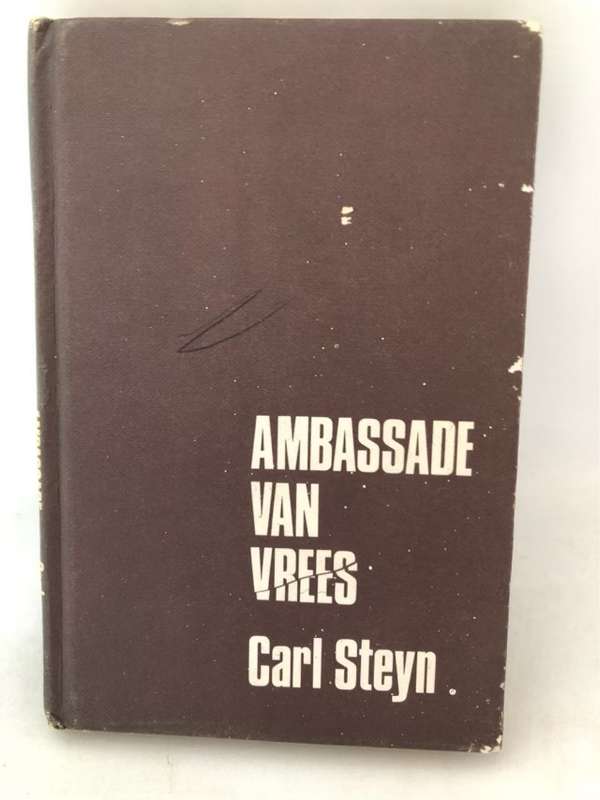 AMBASSADE
VAN
VREES
Carl Steyn